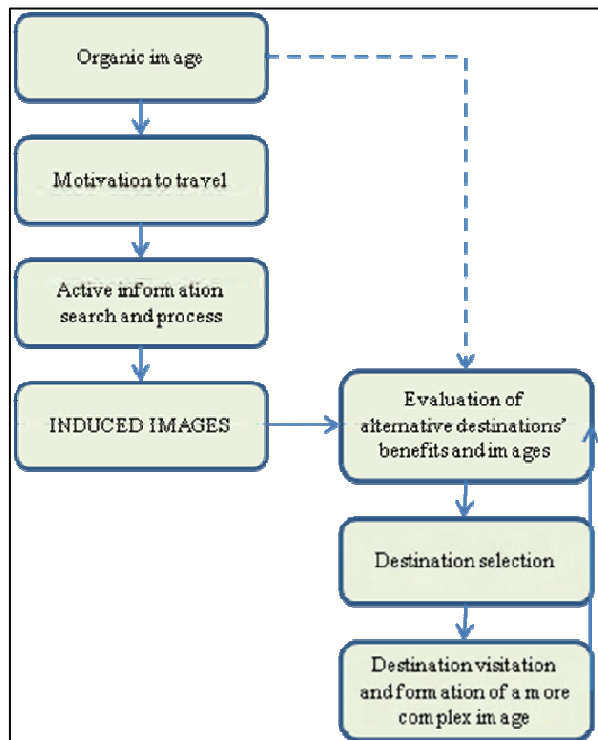 Organic image
Motivation to travel
Active information
search and process
INDUCED IMAGES
Evaluation of
alternative destinations’
benefits and images
Destination selection
Destination visitation
and formation of a more
complex image